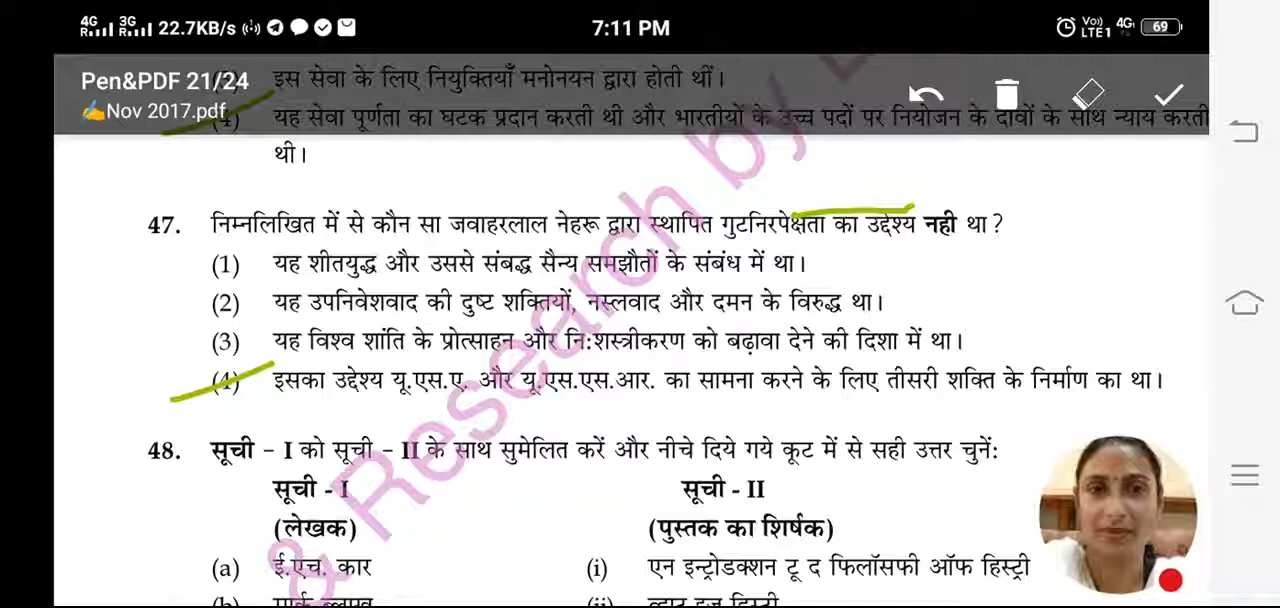 4G 3G 22.7KB/s 7:11 PM Vo) LTE1 4G 69
Pen&PDF 21/24
✍Nov 2017.pdf
इस सेवा के लिए नियुक्तियाँ मनोनयन द्वारा होती थीं।
(4) यह सेवा पूर्णता का घटक प्रदान करती थी और भारतीयों के उच्च पदों पर नियोजन के दावों के साथ न्याय करती
थी।
47. निम्नलिखित में से कौन सा जवाहरलाल नेहरू द्वारा स्थापित गुटनिरपेक्षता का उद्देश्य नही था?
(1) यह शीतयुद्ध और उससे संबद्ध सैन्य समझौतों के संबंध में था।
(2) यह उपनिवेशवाद की दुष्ट शक्तियों, नस्लवाद और दमन के विरुद्ध था।
(3) यह विश्व शांति के प्रोत्साहन और नि:शस्त्रीकरण को बढ़ावा देने की दिशा में था।
(4) इसका उद्देश्य यू.एस.ए. और यू.एस.एस.आर. का सामना करने के लिए तीसरी शक्ति के निर्माण का था।
48. सूची - I को सूची - II के साथ सुमेलित करें और नीचे दिये गये कूट में से सही उत्तर चुनें:
सूची - I सूची - II
(लेखक) (पुस्तक का शिर्षक)
(a) ई.एच. कार (i) एन इन्ट्रोडक्शन टू द फिलॉसफी ऑफ हिस्ट्री
& Research by